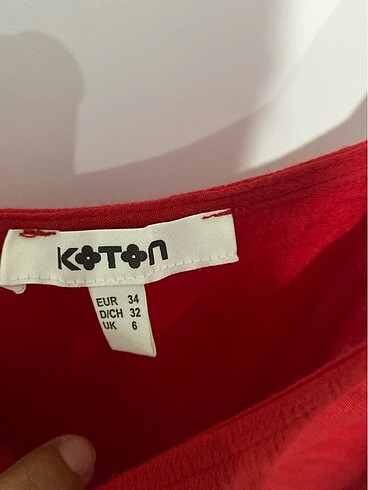 KOTON
EUR 34
D/CH 32
UK 6